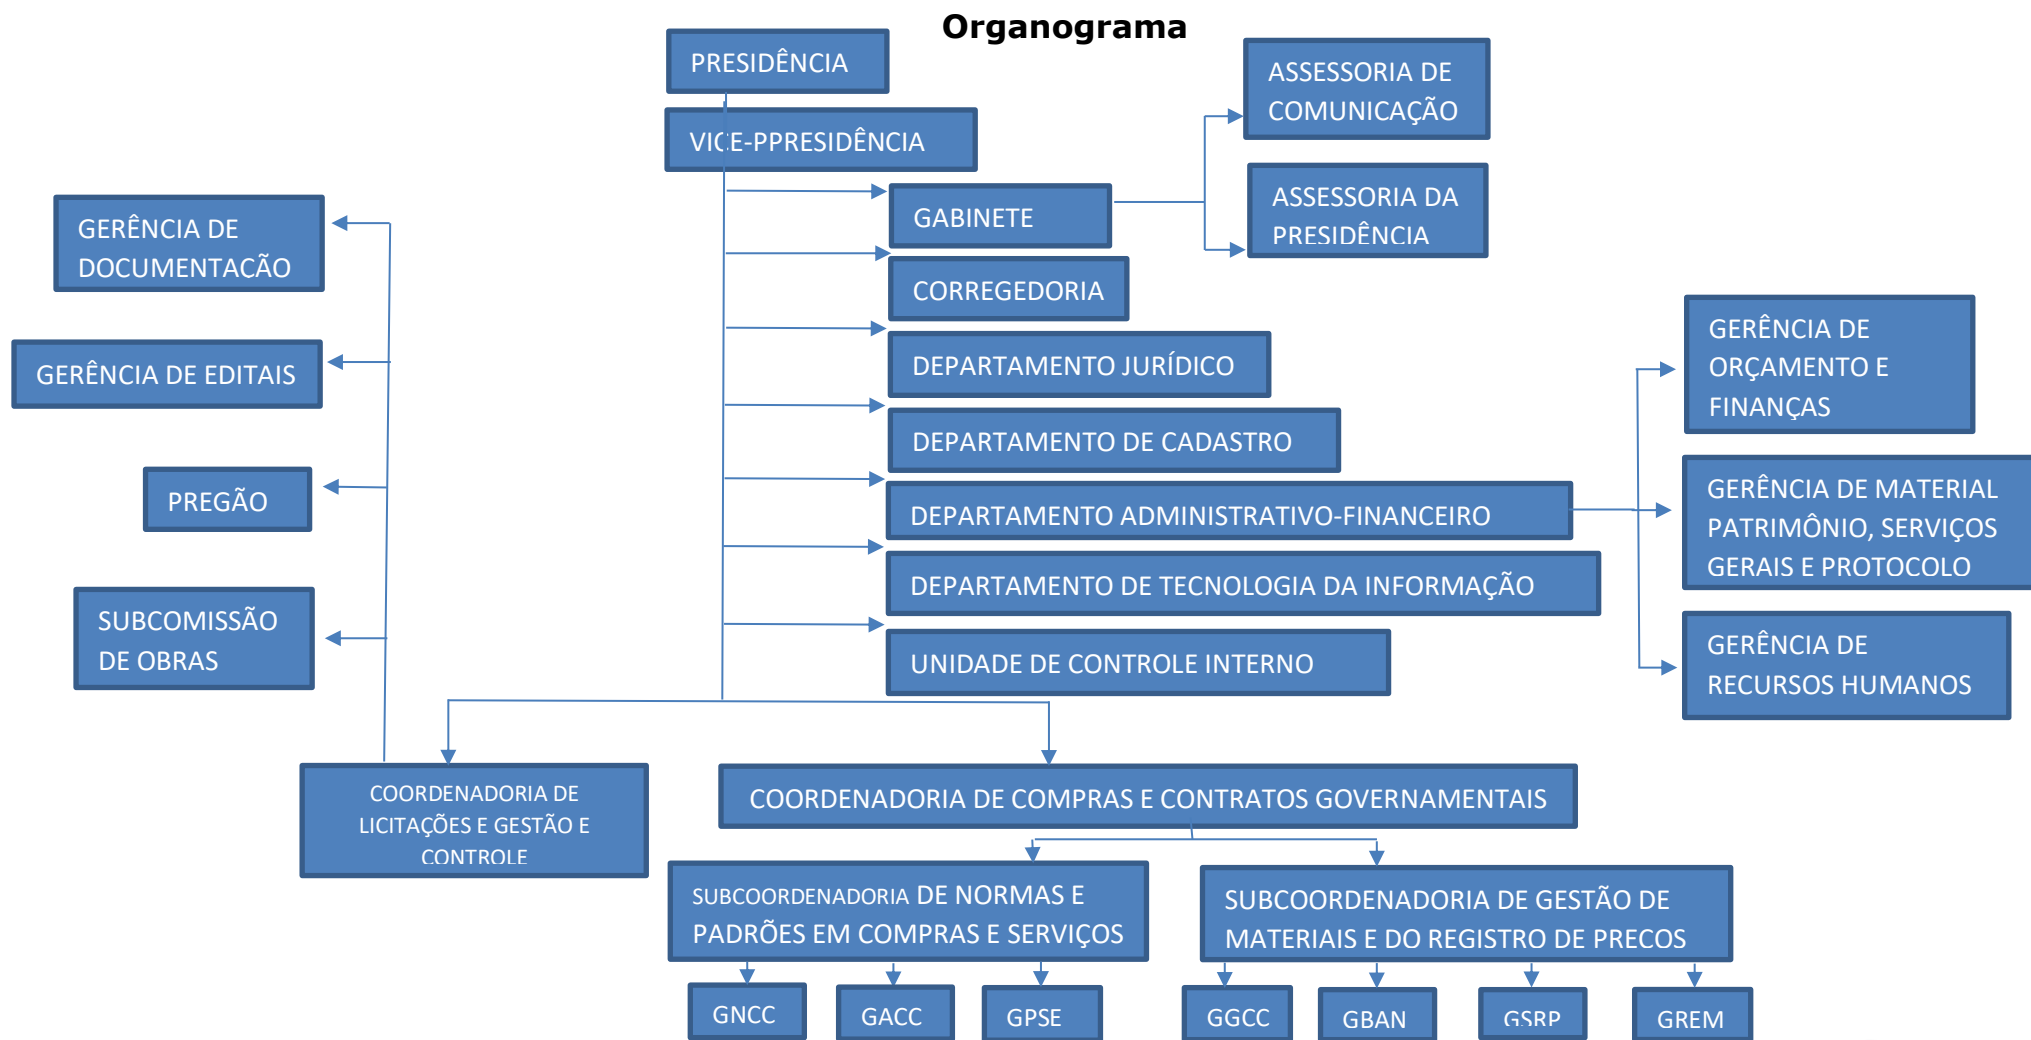 Organograma
PRESIDÊNCIA
VICE-PPRESIDÊNCIA
ASSESSORIA DE
COMUNICAÇÃO
ASSESSORIA DA
PRESIDÊNCIA
GABINETE
CORREGEDORIA
DEPARTAMENTO JURÍDICO
DEPARTAMENTO DE CADASTRO
DEPARTAMENTO ADMINISTRATIVO-FINANCEIRO
DEPARTAMENTO DE TECNOLOGIA DA INFORMAÇÃO
UNIDADE DE CONTROLE INTERNO
GERÊNCIA DE
ORÇAMENTO E
FINANÇAS
GERÊNCIA DE MATERIAL
PATRIMÔNIO, SERVIÇOS
GERAIS E PROTOCOLO
GERÊNCIA DE
RECURSOS HUMANOS
GERÊNCIA DE
DOCUMENTACÃO
GERÊNCIA DE EDITAIS
PREGÃO
SUBCOMISSÃO
DE OBRAS
COORDENADORIA DE
LICITAÇÕES E GESTÃO E
CONTROLE
COORDENADORIA DE COMPRAS E CONTRATOS GOVERNAMENTAIS
SUBCOORDENADORIA DE NORMAS E
PADRÕES EM COMPRAS E SERVIÇOS
SUBCOORDENADORIA DE GESTÃO DE
MATERIAIS E DO REGISTRO DE PRECOS
GNCC
GACC
GPSE
GGCC
GBAN
GSRP
GREM